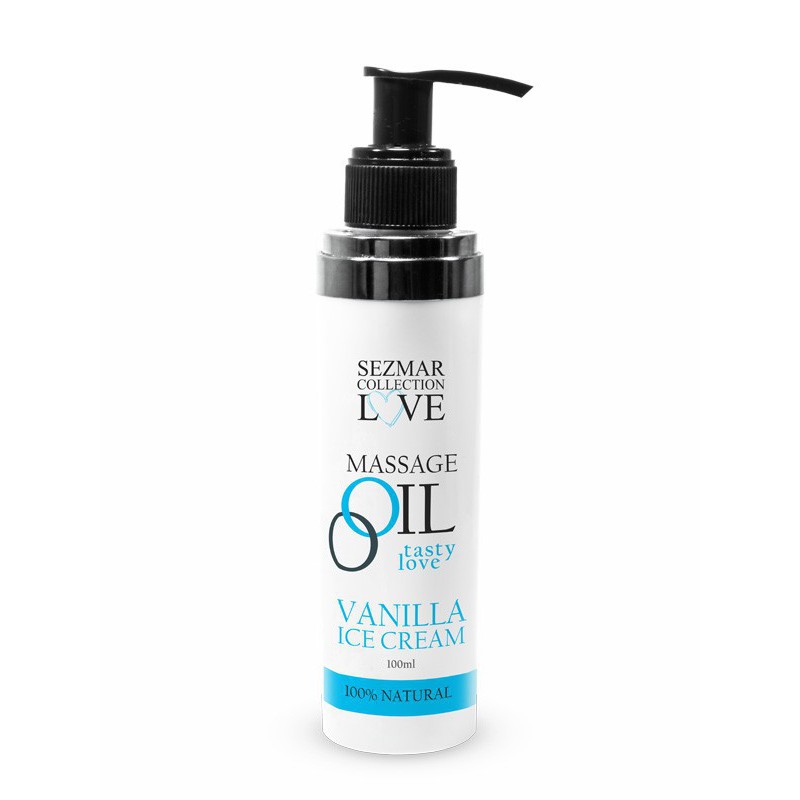 SEZMAR
COLLECTION
LOVE
MASSAGE
OIL
tasty
love
VANILLA
ICE CREAM
100ml
100% NATURAL